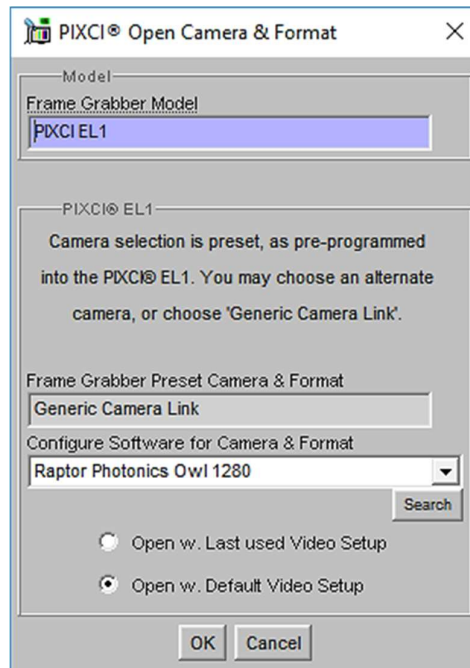 PIXCI® Open Camera & Format
Model
Frame Grabber Model
PIXCI EL1
PIXCI® EL1
Camera selection is preset, as pre-programmed
into the PIXCI® EL1. You may choose an alternate
camera, or choose 'Generic Camera Link'.
Frame Grabber Preset Camera & Format
Generic Camera Link
Configure Software for Camera & Format
Raptor Photonics Owl 1280
Search
Open w. Last used Video Setup
Open w. Default Video Setup
OK Cancel